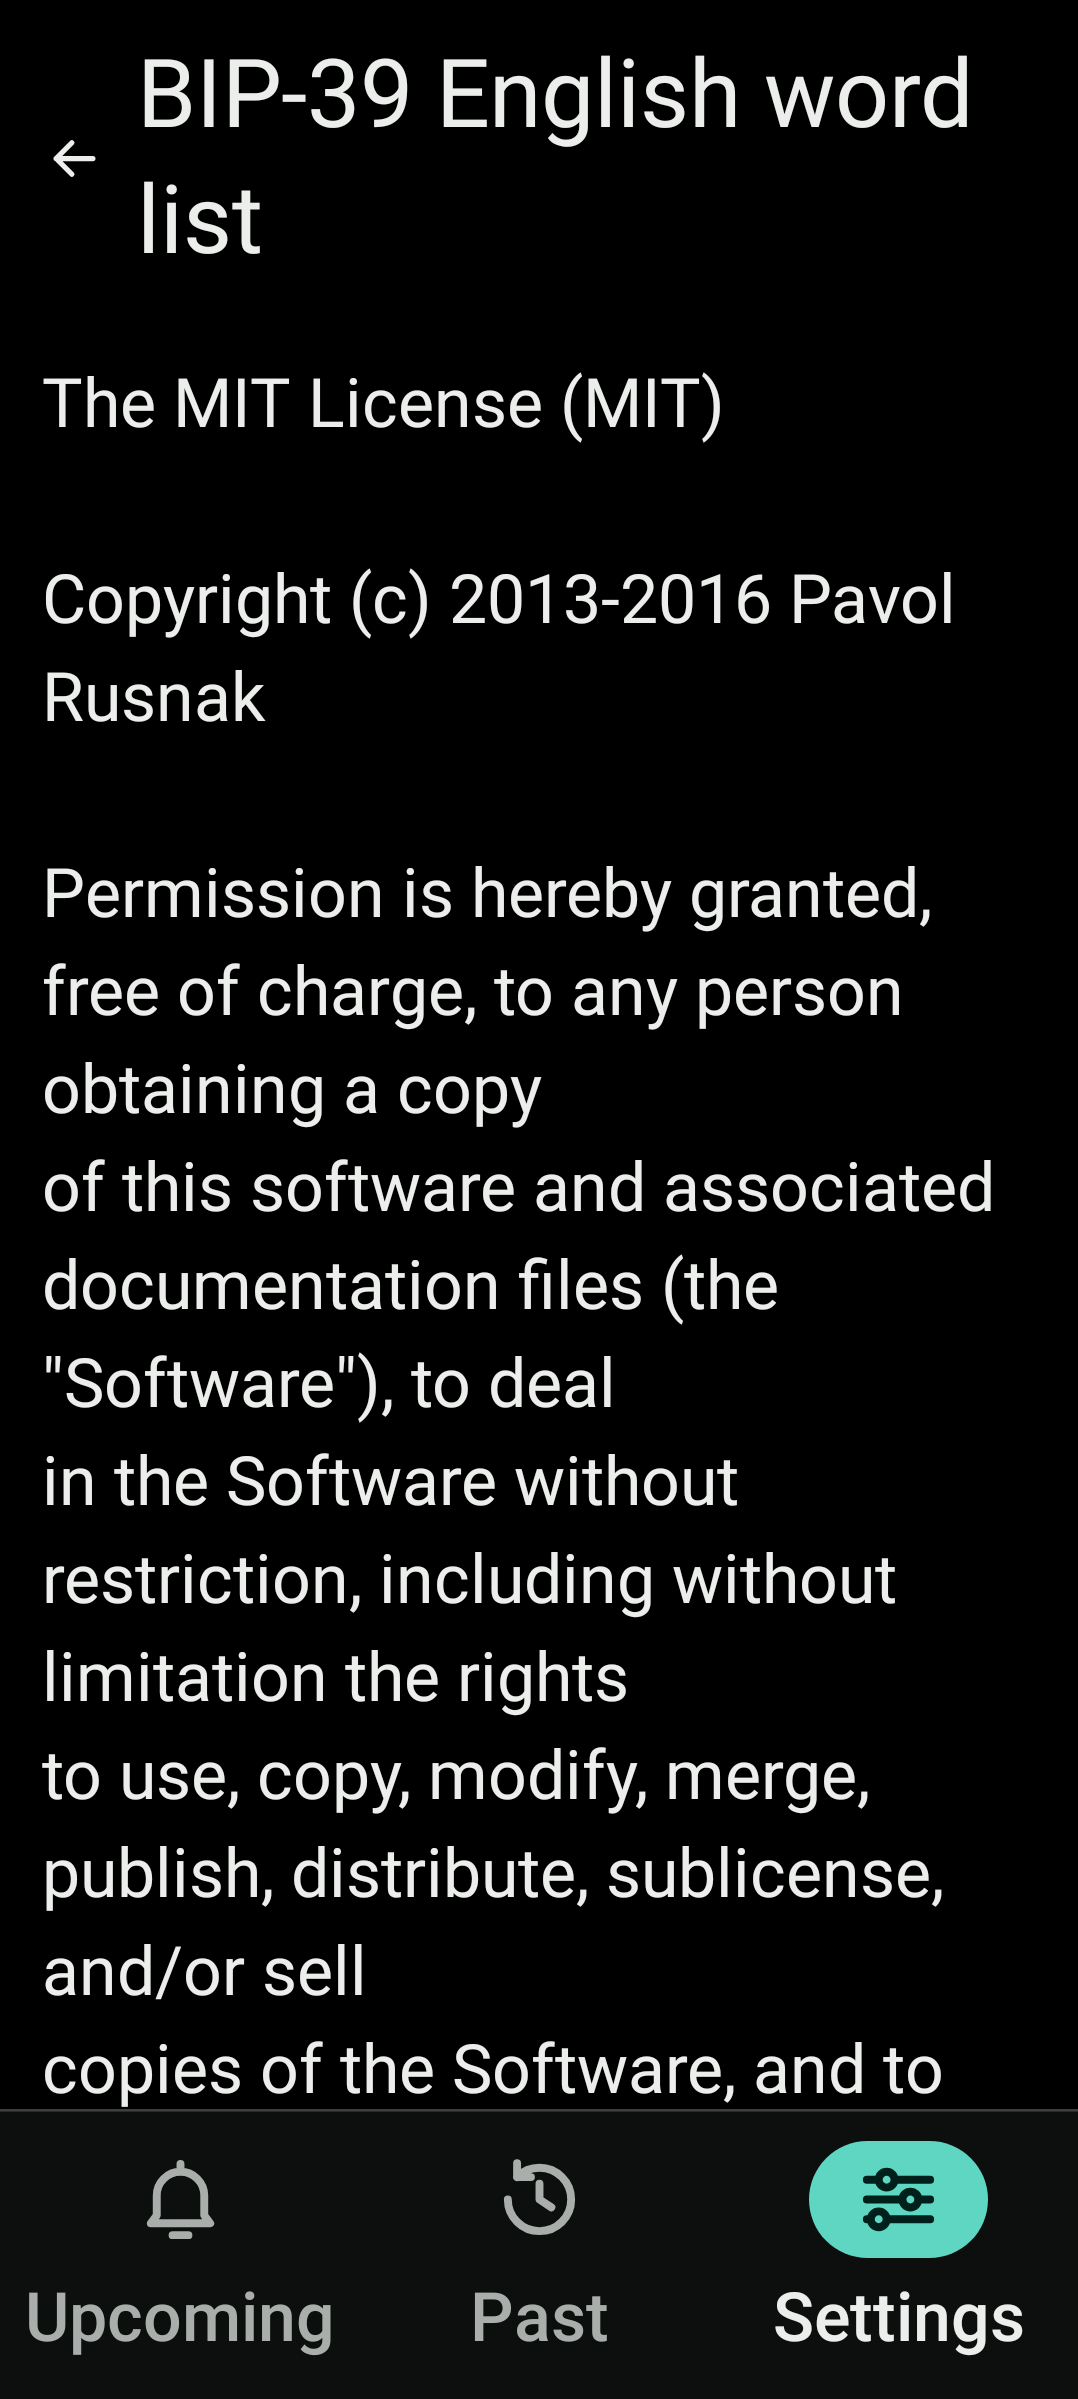 BIP-39 English word
list
The MIT License (MIT)
Copyright (c) 2013-2016 Pavol
Rusnak
Permission is hereby granted,
free of charge, to any person
obtaining a copy
of this software and associated
documentation files (the
"Software"), to deal
in the Software without
restriction, including without
limitation the rights
to use, copy, modify, merge,
publish, distribute, sublicense,
and/or sell
copies of the Software, and to
Upcoming
Past
Settings